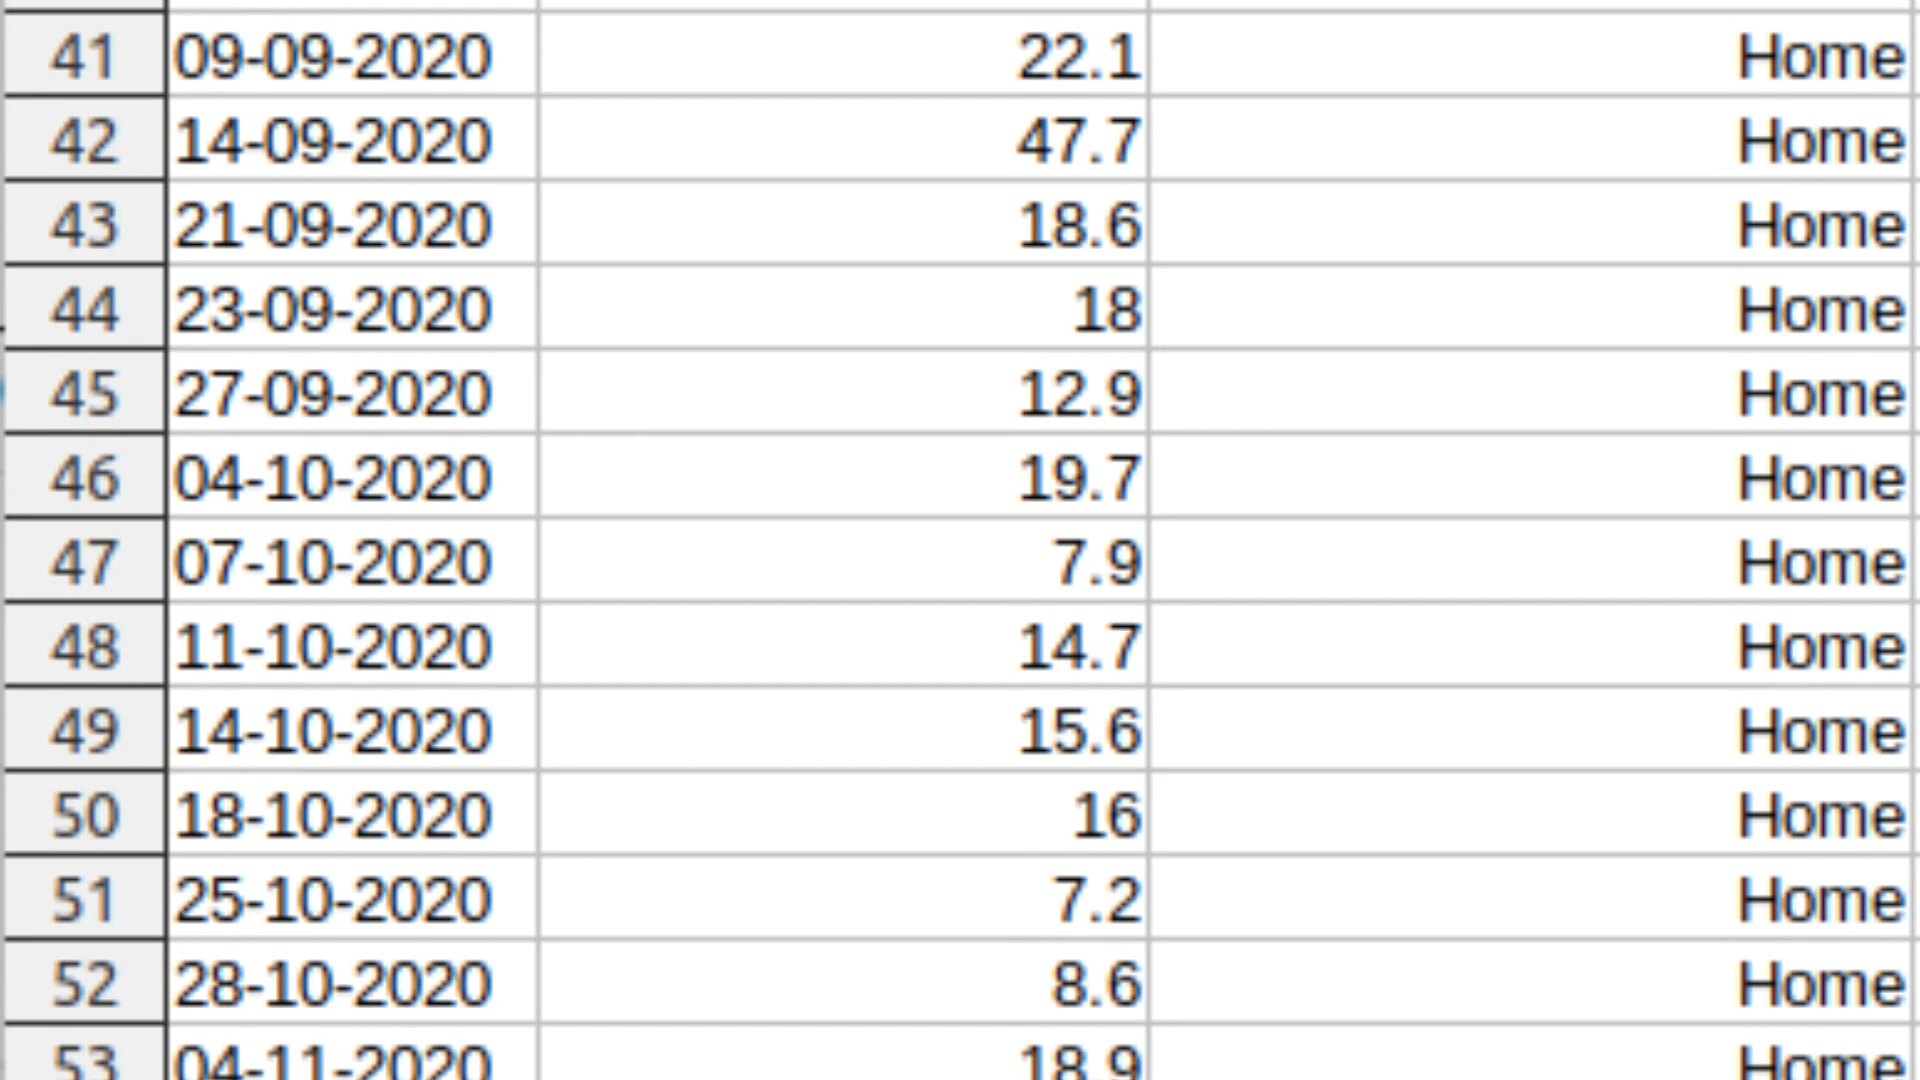 41 09-09-2020 22.1 Home
42 14-09-2020 47.7 Home
43 21-09-2020 18.6 Home
44 23-09-2020 18 Home
45 27-09-2020 12.9 Home
46 04-10-2020 19.7 Home
47 07-10-2020 7.9 Home
48 11-10-2020 14.7 Home
49 14-10-2020 15.6 Home
50 18-10-2020 16 Home
51 25-10-2020 7.2 Home
52 28-10-2020 8.6 Home
53 04-11-2020 18.9 Home